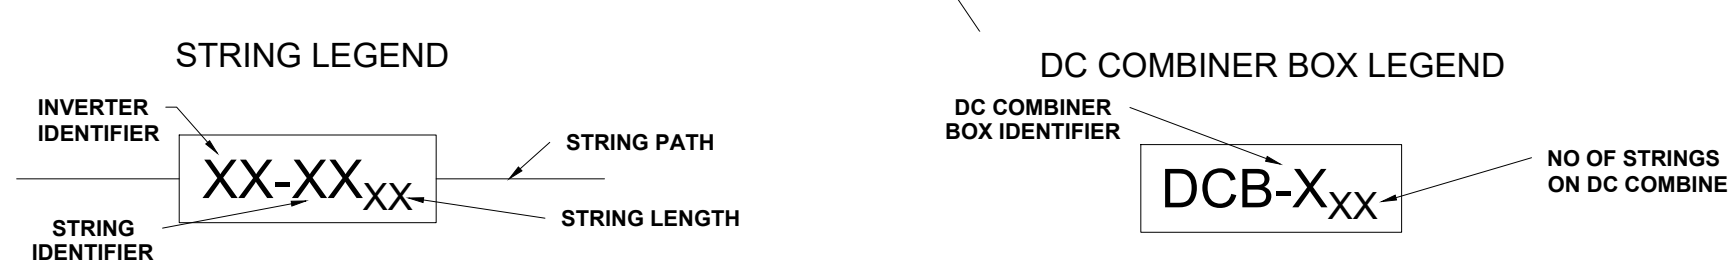 STRING LEGEND
INVERTER
IDENTIFIER
XX-XXXX
STRING PATH
STRING LENGTH
STRING
IDENTIFIER
DC COMBINER BOX LEGEND
DC COMBINER
BOX IDENTIFIER
DCB-XXX
NO OF STRINGS
ON DC COMBINE